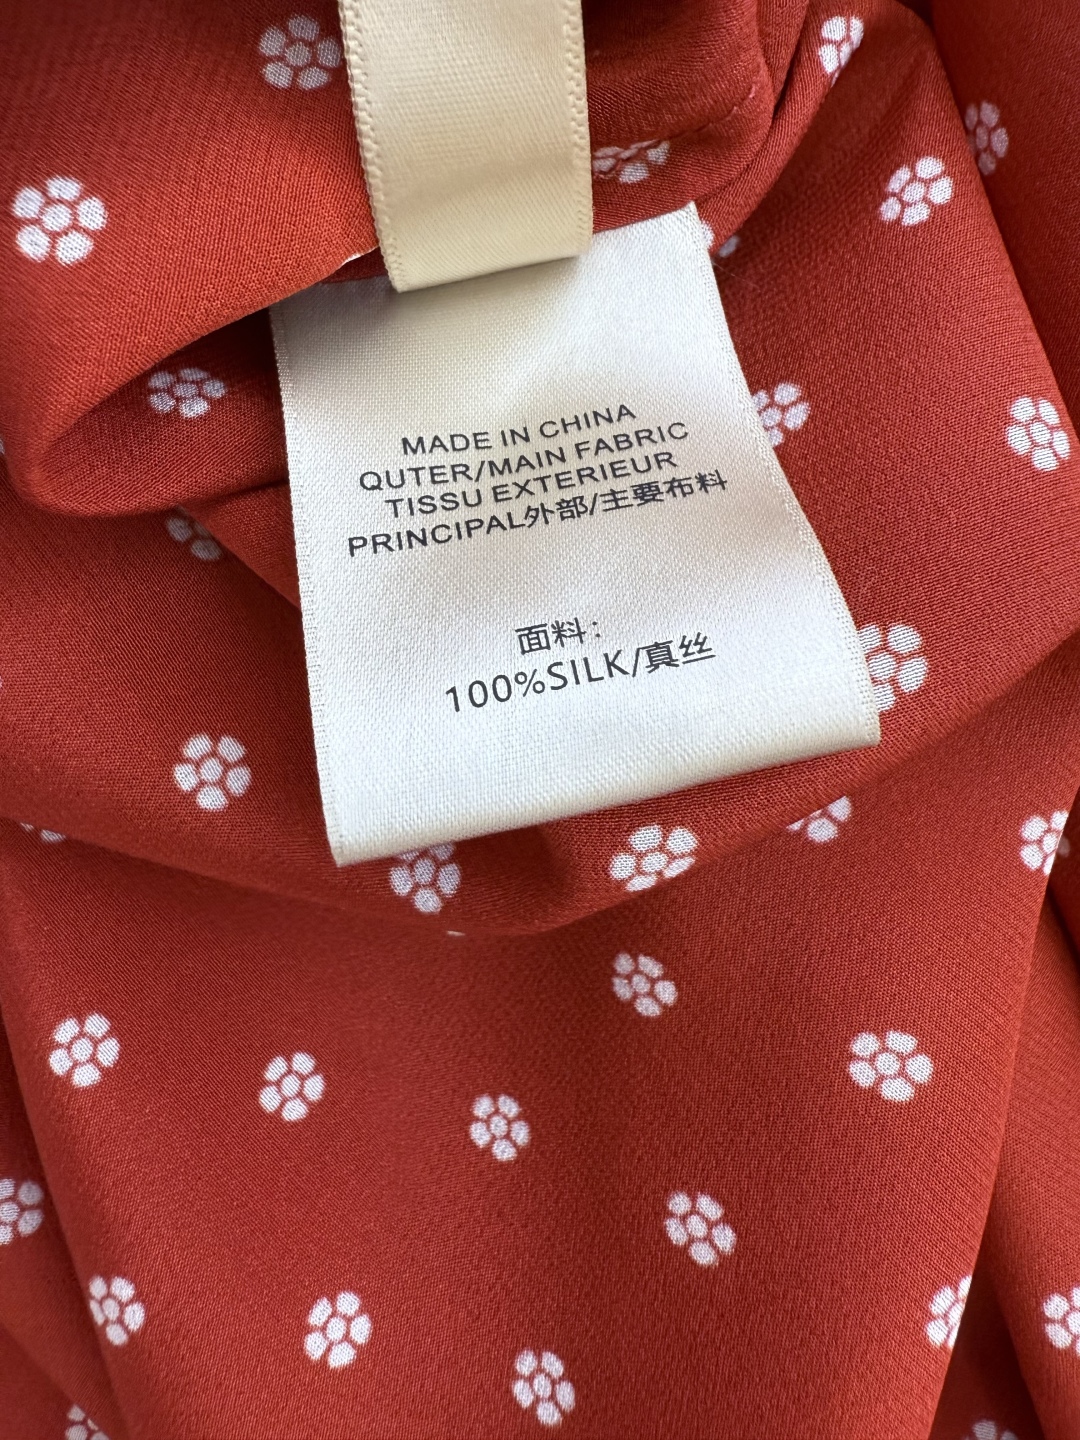 MADE IN CHINA
QUTER/MAIN FABRIC
TISSU EXTERIEUR
PRINCIPAL外部/主要布料
面料:
100%SILK/真丝